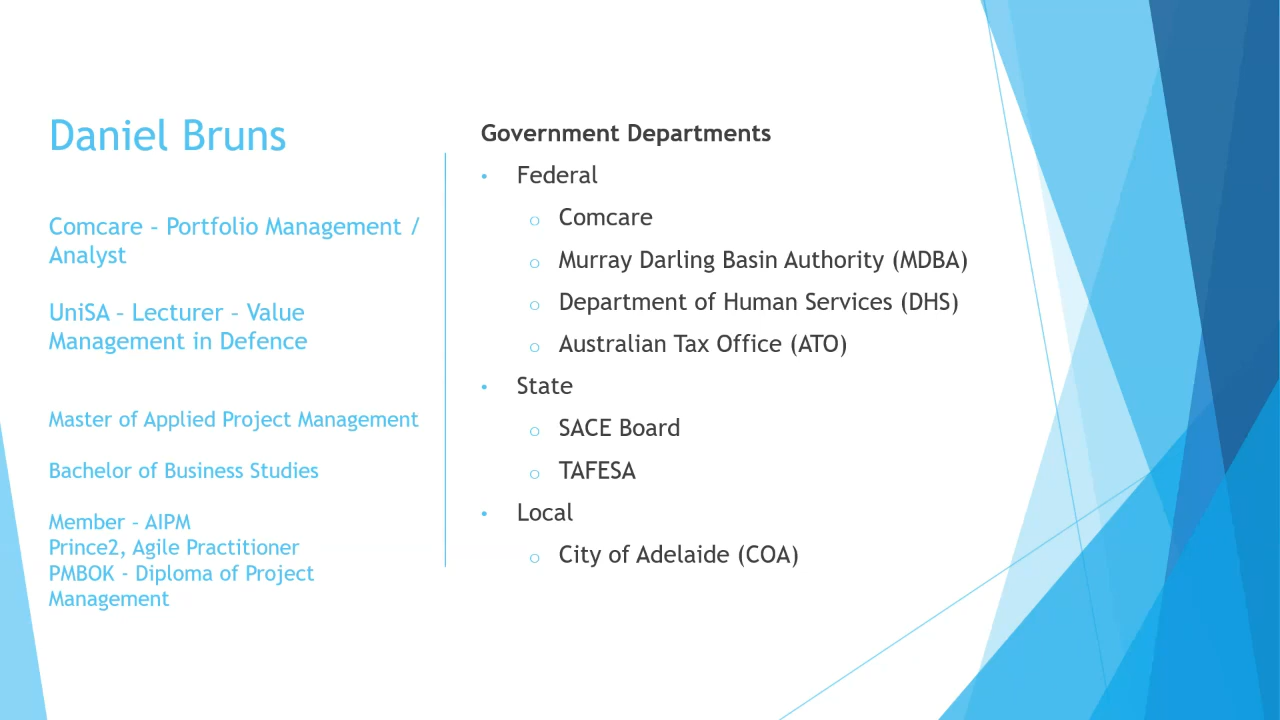 Daniel Bruns
Comcare – Portfolio Management /
Analyst
UniSA – Lecturer – Value
Management in Defence
Master of Applied Project Management
Bachelor of Business Studies
Member – AIPM
Prince2, Agile Practitioner
PMBOK - Diploma of Project
Management
Government Departments
• Federal
o Comcare
o Murray Darling Basin Authority (MDBA)
o Department of Human Services (DHS)
o Australian Tax Office (ATO)
• State
o SACE Board
o TAFESA
• Local
o City of Adelaide (COA)